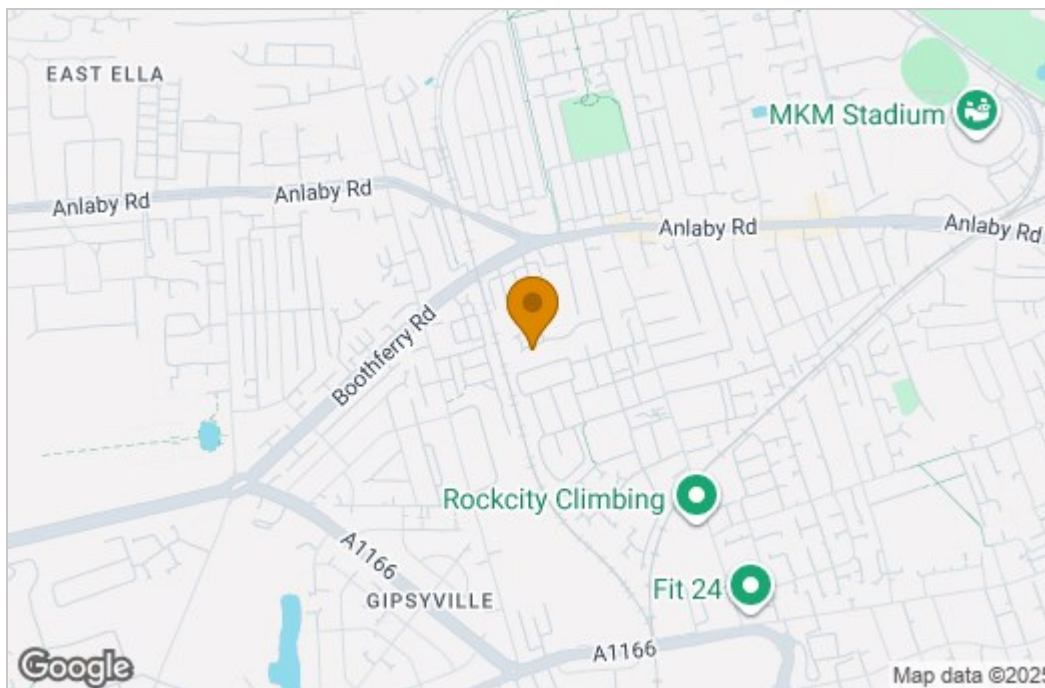 EAST ELLA
MKM Stadium
Anlaby Rd
Anlaby Rd
Anlaby Rd
Anlaby Rd
Boothferry Rd
Rockcity Climbing
A1166
Fit 24
GIPSYVILLE
A1166
Google
Map data ©2025